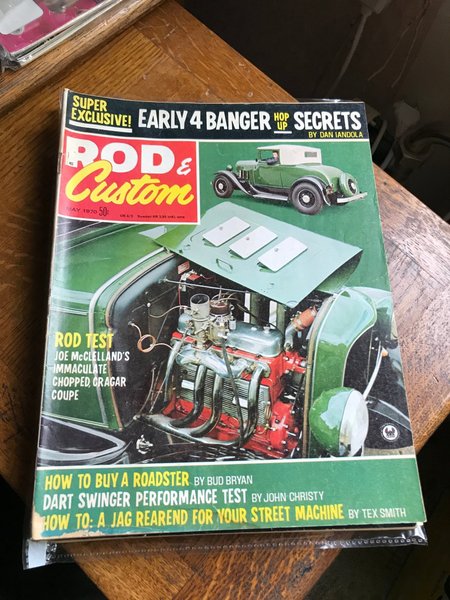 SUPER EXCLUSIVE! EARLY 4 BANGER HOP UP SECRETS
BY DAN IANDOLA
ROD &
Custom
MAY 1970 50¢
ROD TEST
JOE McCLELLAND'S
IMMACULATE
CHOPPED CRAGAR
COUPE
HOW TO BUY A ROADSTER BY BUD BRYAN
DART SWINGER PERFORMANCE TEST BY JOHN CHRISTY
HOW TO: A JAG REAREND FOR YOUR STREET MACHINE BY TEX SMITH